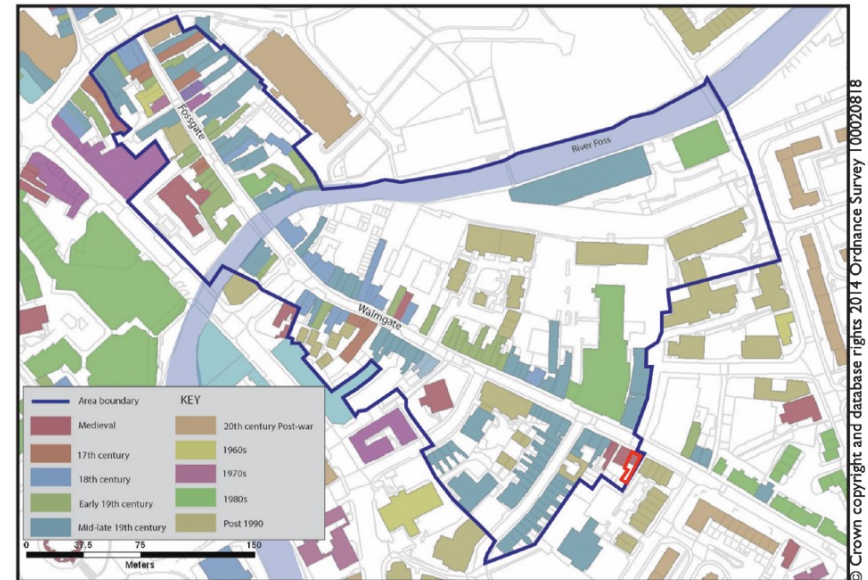 Fossgate
River Foss
Walmgate
KEY
Area boundary
Medieval
17th century
18th century
Early 19th century
Mid-late 19th century
20th century Post-war
1960s
1970s
1980s
Post 1990
0 37.5 75 150
Meters
© Crown copyright and database rights 2014 Ordnance Survey 100020818